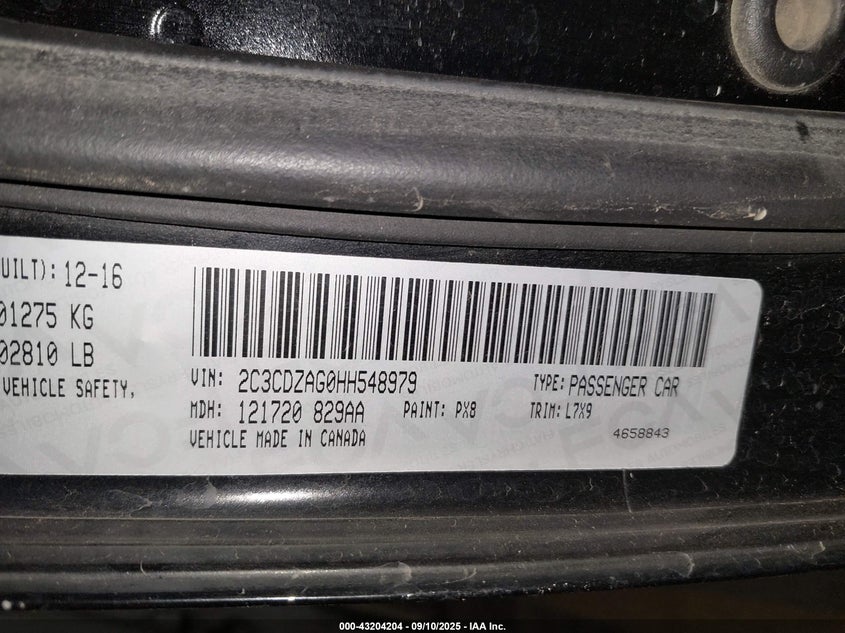 UILT): 12-16
01275 KG
02810 LB
VEHICLE SAFETY,
VIN: 2C3CDZAG0HH548979
TYPE: PASSENGER CAR
MDH: 121720 829AA PAINT: PX8 TRIM: L7X9
VEHICLE MADE IN CANADA
4658843
000-43204204 - 09/10/2025 - IAA Inc.